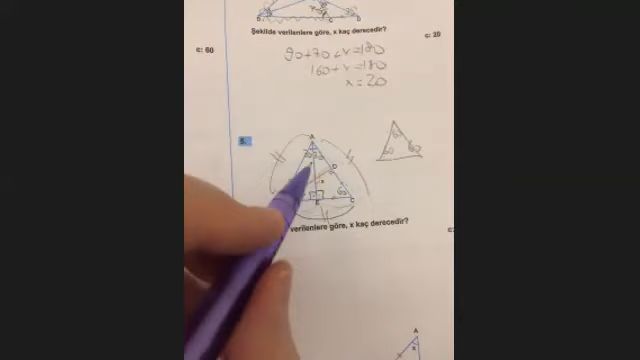 Şekilde verilenlere göre, x kaç derecedir?
c: 60
c: 20
90+70+x=180
160+x=180
x=20
5.
A
D
x
E
C
60
verilenlere göre, x kaç derecedir?
c:
A
x